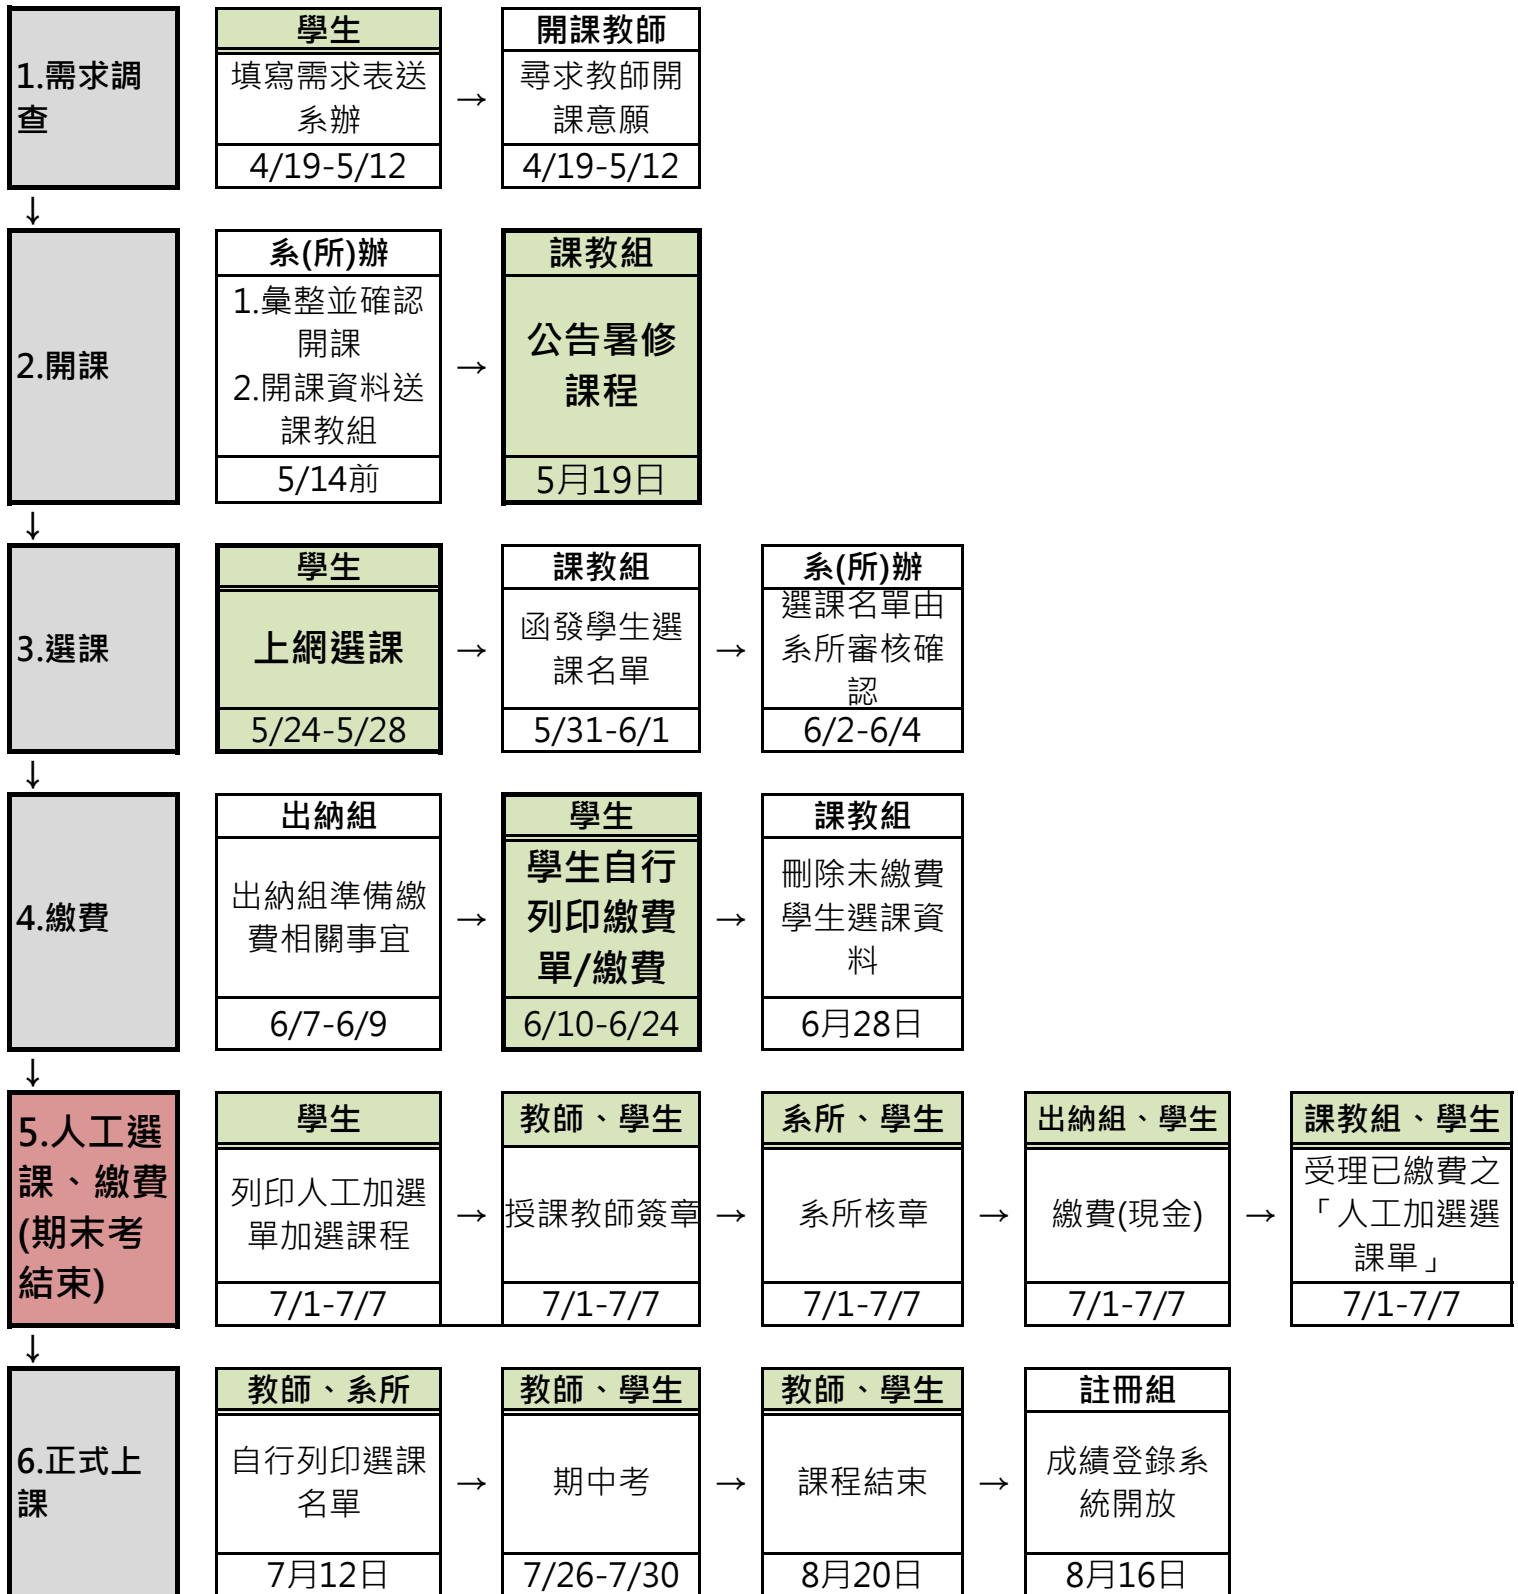 1.需求調
查
學生
填寫需求表送
系辦
4/19-5/12
→
開課教師
尋求教師開
課意願
4/19-5/12
↓
2.開課
系(所)辦
1.彙整並確認
開課
2.開課資料送
課教組
5/14前
→
課教組
公告暑修
課程
5月19日
↓
3.選課
學生
上網選課
5/24-5/28
→
課教組
函發學生選
課名單
5/31-6/1
→
系(所)辦
選課名單由
系所審核確
認
6/2-6/4
↓
4.繳費
出納組
出納組準備繳
費相關事宜
6/7-6/9
→
學生
學生自行
列印繳費
單/繳費
6/10-6/24
→
課教組
刪除未繳費
學生選課資
料
6月28日
↓
5.人工選
課、繳費
(期末考
結束)
學生
列印人工加選
單加選課程
7/1-7/7
→
教師、學生
授課教師簽章
7/1-7/7
→
系所、學生
系所核章
7/1-7/7
→
出納組、學生
繳費(現金)
7/1-7/7
→
課教組、學生
受理已繳費之
「人工加選選
課單」
7/1-7/7
↓
6.正式上
課
教師、系所
自行列印選課
名單
7月12日
→
教師、學生
期中考
7/26-7/30
→
教師、學生
課程結束
8月20日
→
註冊組
成績登錄系
統開放
8月16日